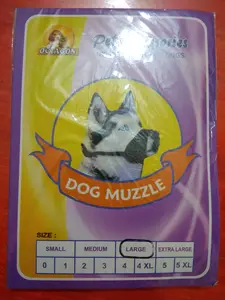 DOG MUZZLE
SIZE :
SMALL MEDIUM LARGE EXTRA LARGE
0 1 2 3 4 4 XL 5 5 XL